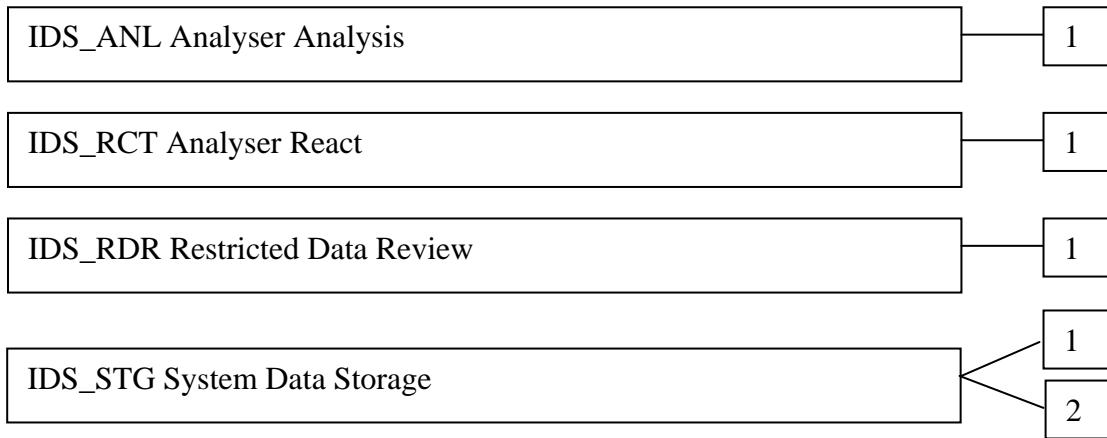 IDS_ANL Analyser Analysis 1
IDS_RCT Analyser React 1
IDS_RDR Restricted Data Review 1
IDS_STG System Data Storage 1
2